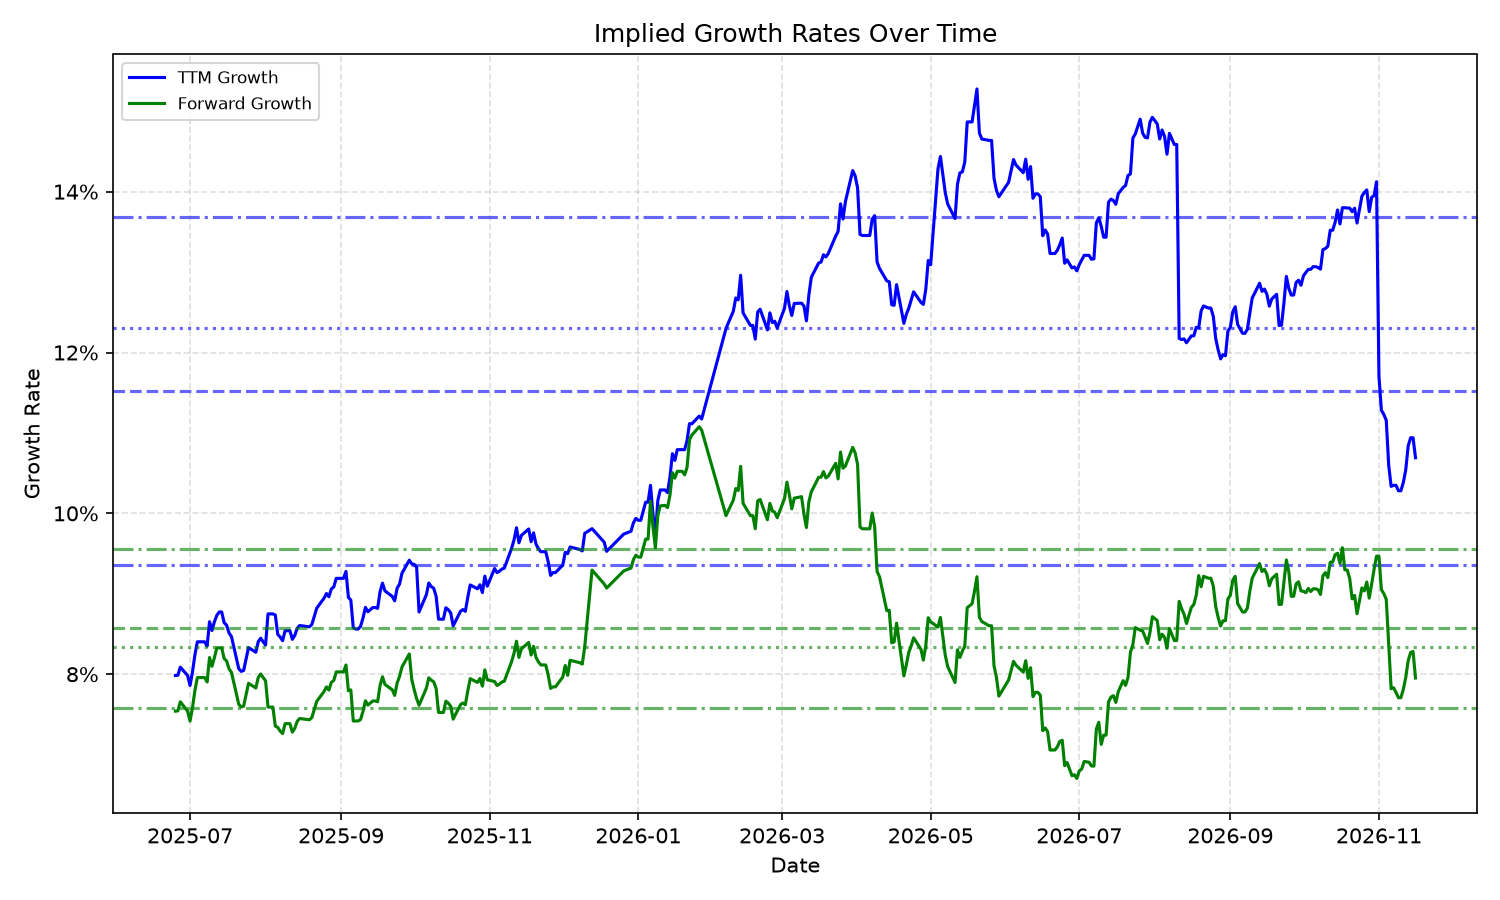 Implied Growth Rates Over Time
TTM Growth
Forward Growth
14%
12%
10%
8%
Growth Rate
2025-07
2025-09
2025-11
2026-01
2026-03
2026-05
2026-07
2026-09
2026-11
Date